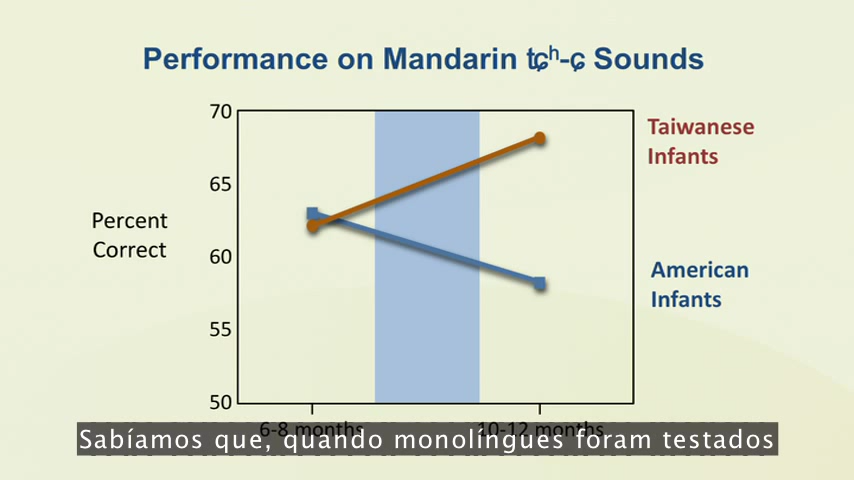 Performance on Mandarin tɕʰ-ɕ Sounds
70
65
60
55
50
Percent
Correct
Taiwanese
Infants
American
Infants
6-8 months
10-12 months
Sabíamos que, quando monolíngues foram testados